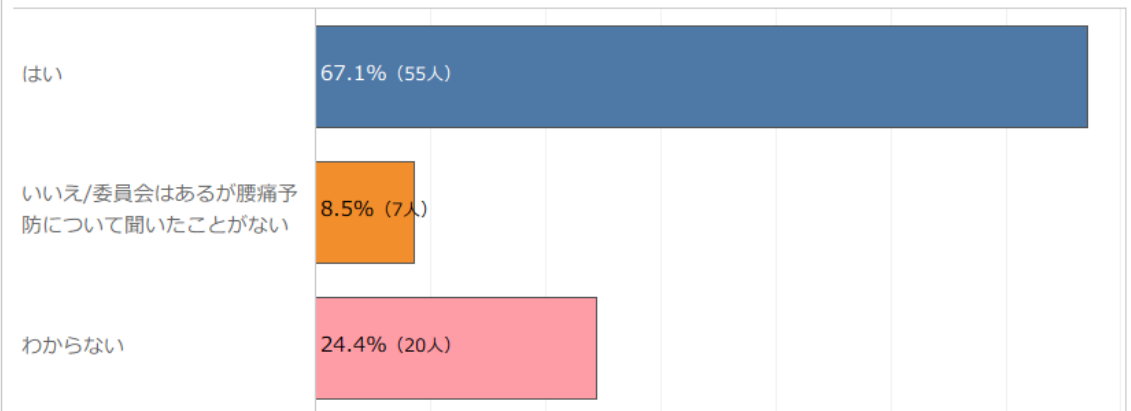 はい
67.1%（55人）
いいえ/委員会はあるが腰痛予
防について聞いたことがない
8.5%（7人）
わからない
24.4%（20人）